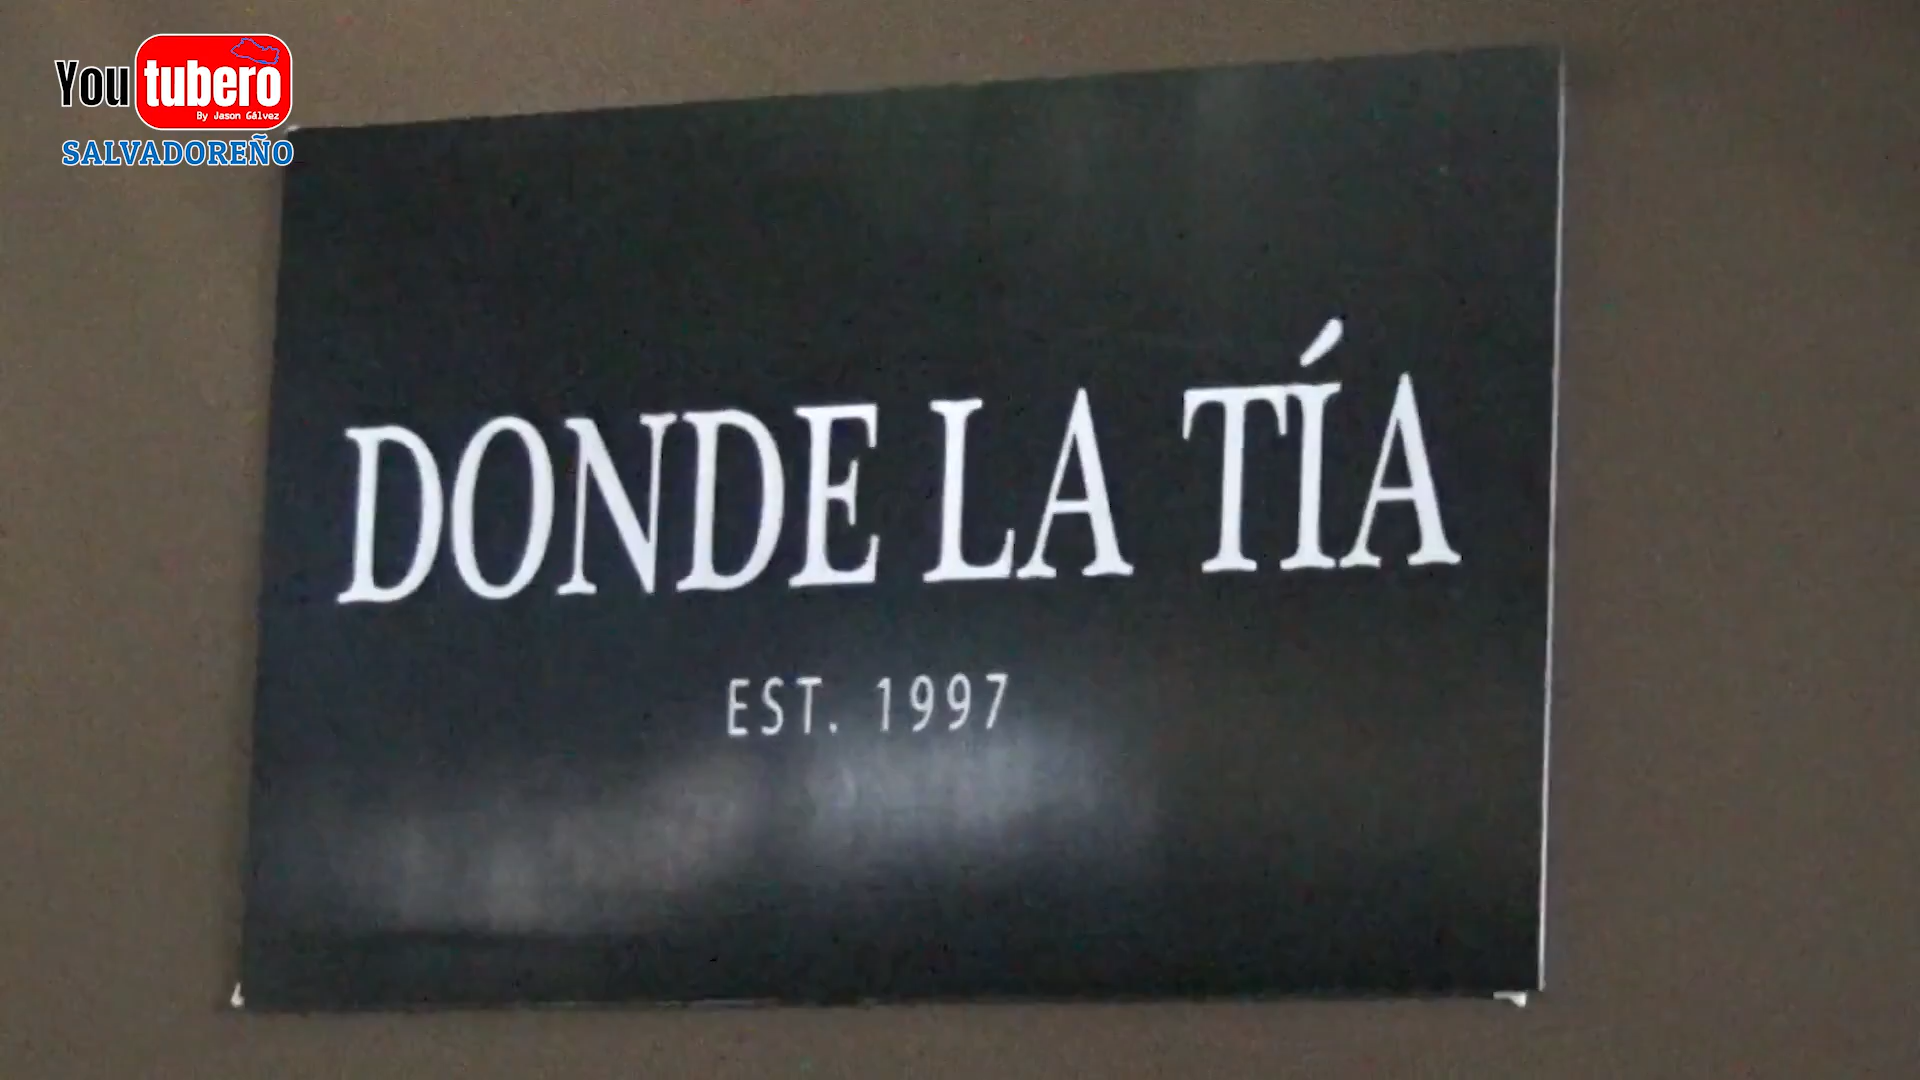 You tubero
By Jason Gálvez
SALVADOREÑO
DONDE LA TÍA
EST. 1997